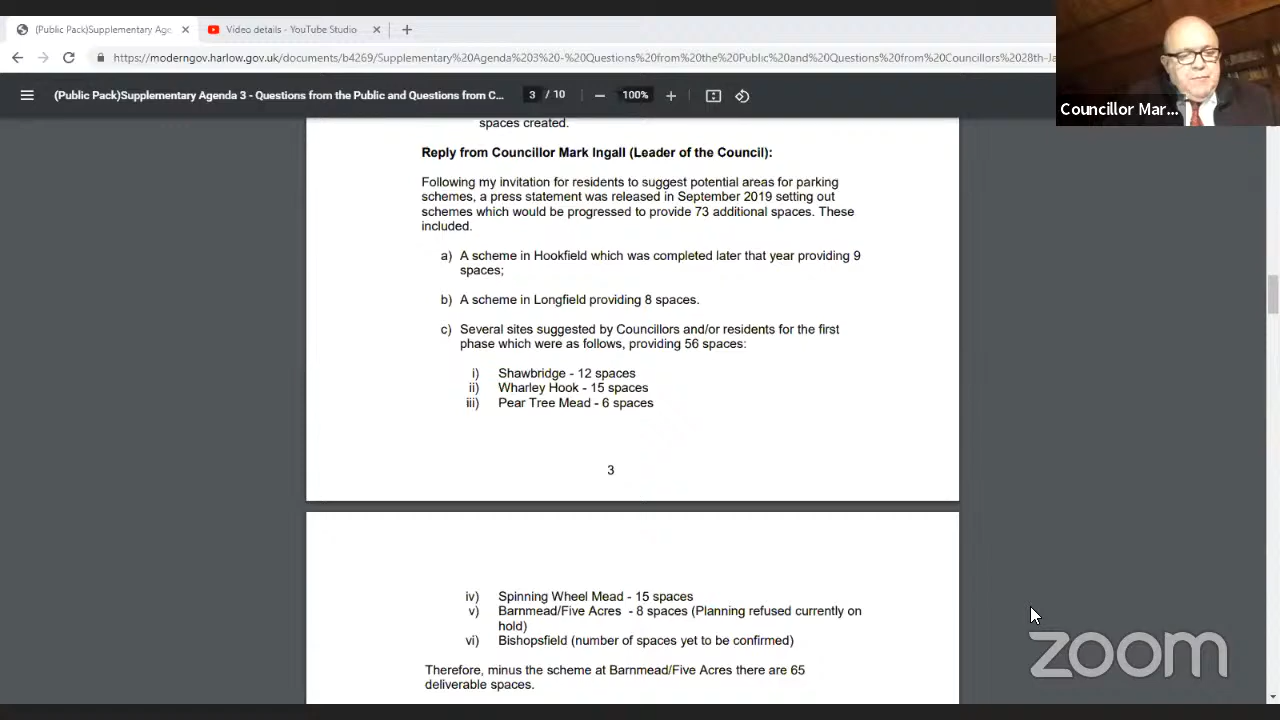 (Public Pack)Supplementary Age
Video details - YouTube Studio
https://moderngov.harlow.gov.uk/documents/b4269/Supplementary%20Agenda%203%20-%20Questions%20from%20the%20Public%20and%20Questions%20from%20Councillors%2028th-Ja
(Public Pack)Supplementary Agenda 3 - Questions from the Public and Questions from C...
3 / 10
100%
Councillor Mar...
spaces created.
Reply from Councillor Mark Ingall (Leader of the Council):
Following my invitation for residents to suggest potential areas for parking
schemes, a press statement was released in September 2019 setting out
schemes which would be progressed to provide 73 additional spaces. These
included.
a) A scheme in Hookfield which was completed later that year providing 9
spaces;
b) A scheme in Longfield providing 8 spaces.
c) Several sites suggested by Councillors and/or residents for the first
phase which were as follows, providing 56 spaces:
i) Shawbridge - 12 spaces
ii) Wharley Hook - 15 spaces
iii) Pear Tree Mead - 6 spaces
3
iv) Spinning Wheel Mead - 15 spaces
v) Barnmead/Five Acres - 8 spaces (Planning refused currently on
hold)
vi) Bishopsfield (number of spaces yet to be confirmed)
Therefore, minus the scheme at Barnmead/Five Acres there are 65
deliverable spaces.
zoom